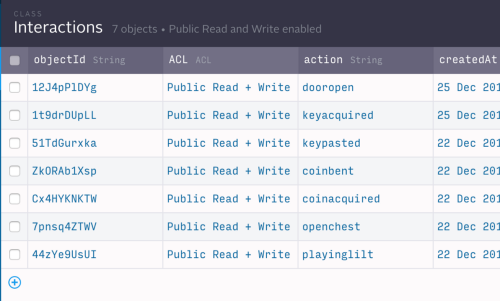 CLASS
Interactions 7 objects • Public Read and Write enabled
objectId String ACL ACL action String createdAt
12J4pPlDYg Public Read + Write dooropen 25 Dec 201
1t9drDUpLL Public Read + Write keyacquired 25 Dec 201
51TdGurxka Public Read + Write keypasted 22 Dec 201
ZkORAb1Xsp Public Read + Write coinbent 22 Dec 201
Cx4HYKNKTW Public Read + Write coinacquired 22 Dec 201
7pnsq4ZTWV Public Read + Write openchest 22 Dec 201
44zYe9UsUI Public Read + Write playinglilt 22 Dec 201